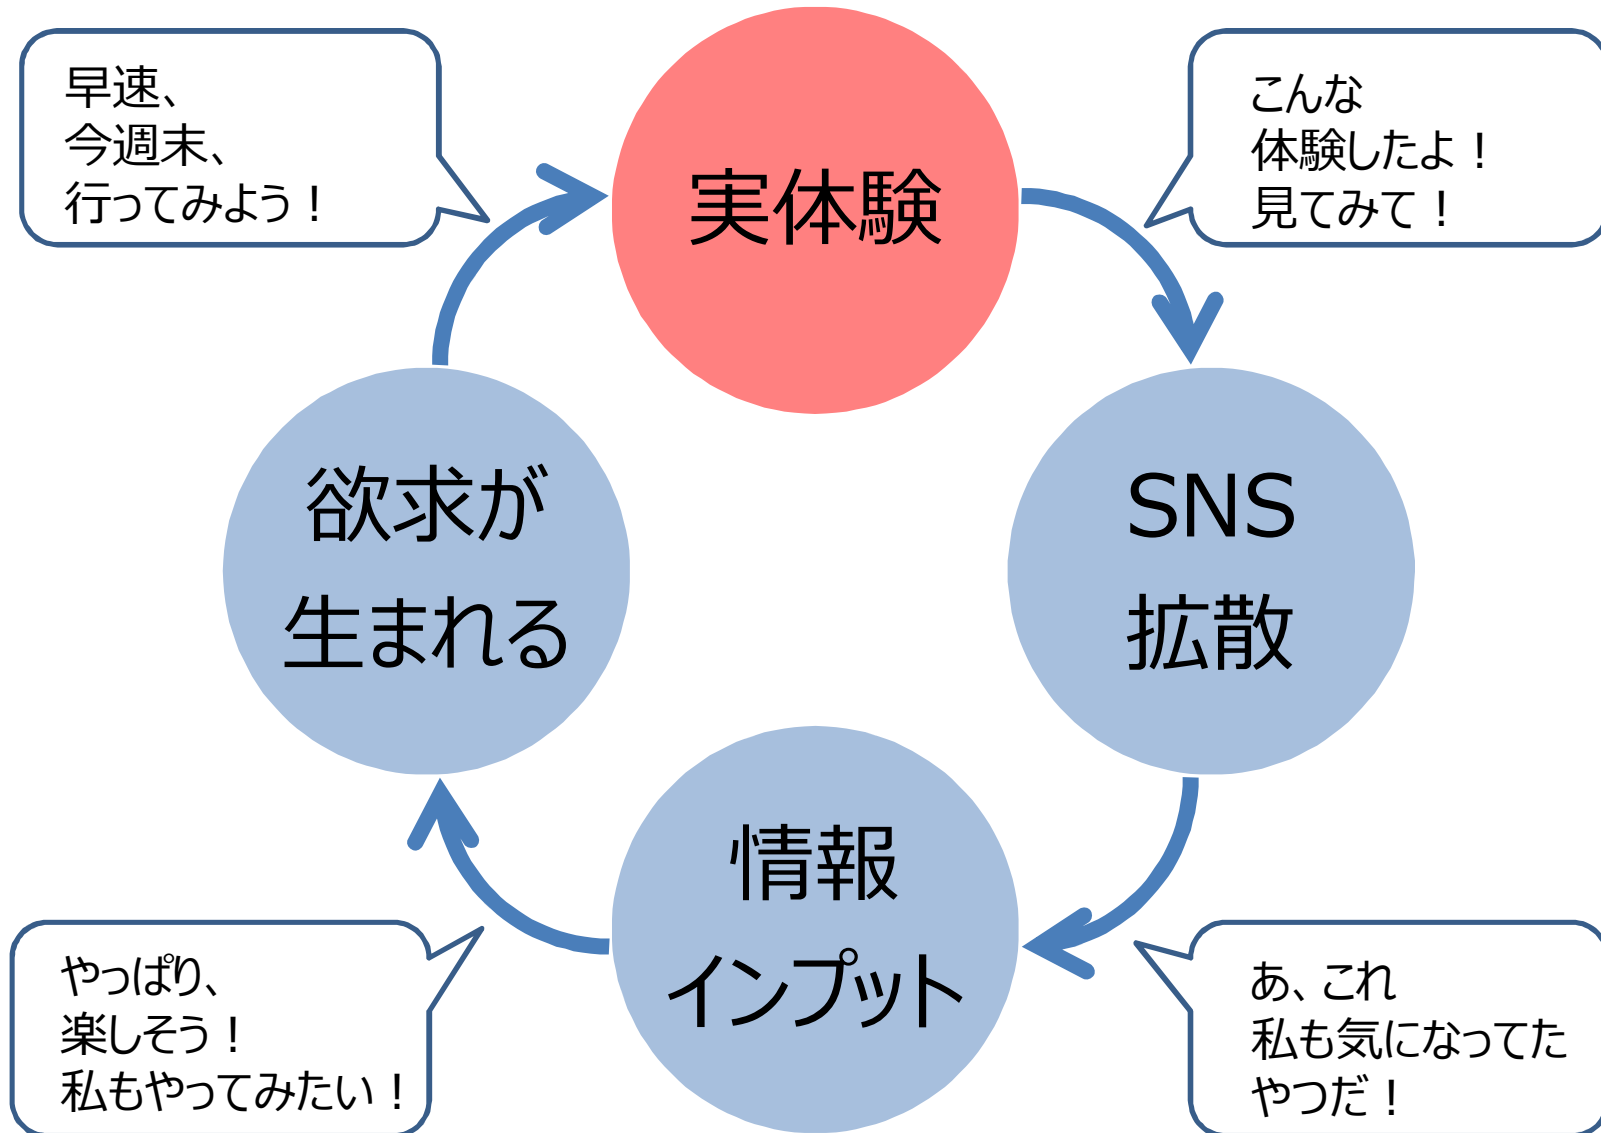 早速、
今週末、
行ってみよう！
実体験
こんな
体験したよ！
見てみて！
欲求が
生まれる
SNS
拡散
情報
インプット
やっぱり、
楽しそう！
私もやってみたい！
あ、これ
私も気になってた
やつだ！